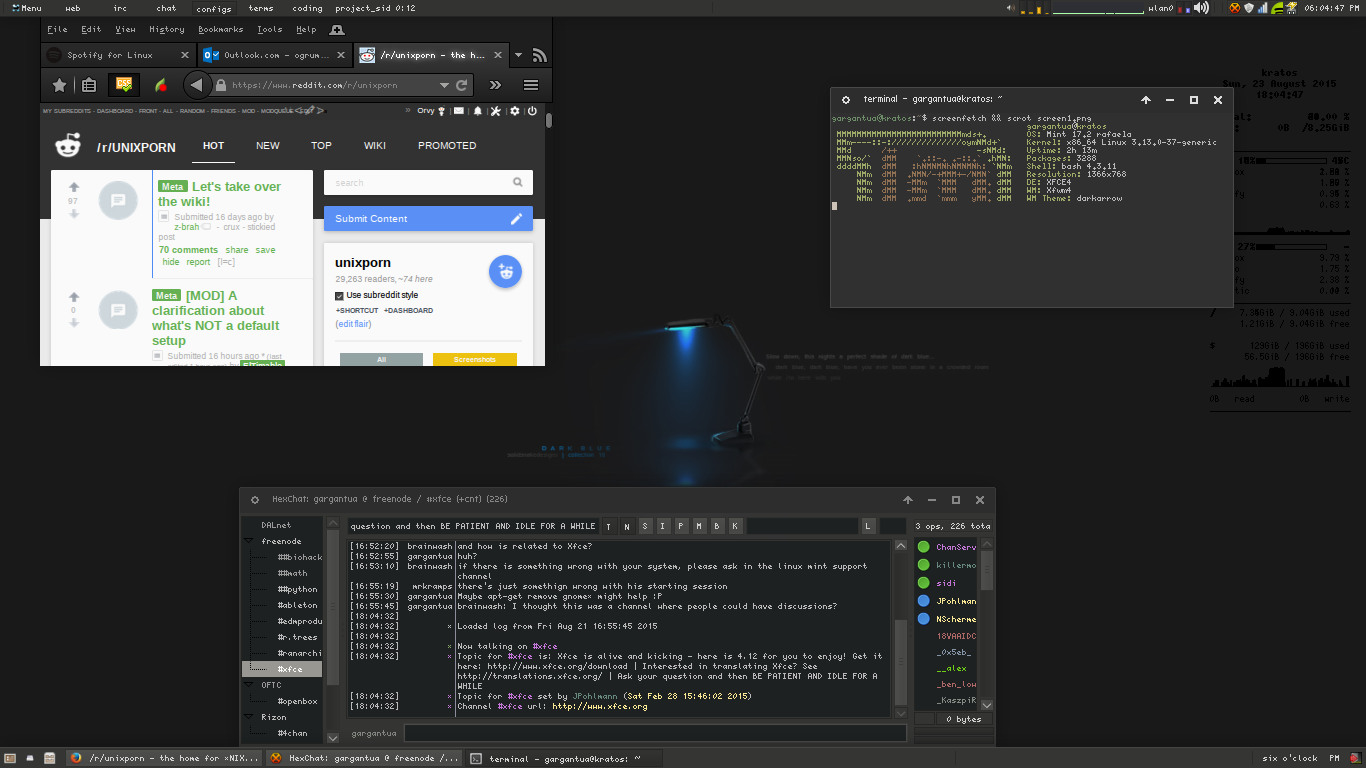 Menu web irc chat configs terms coding project_sid 0:12 wlan0 06:04:47 PM
File Edit View History Bookmarks Tools Help
Spotify for Linux Outlook.com - ogrum... /r/unixporn - the h...
https://www.reddit.com/r/unixporn
MY SUBREDDITS - DASHBOARD - FRONT - ALL - RANDOM - FRIENDS - MOD - Orvy
/r/UNIXPORN HOT NEW TOP WIKI PROMOTED
97
Meta Let's take over
the wiki!
Submitted 16 days ago by
z-brah - crux - stickied
post
70 comments share save
hide report [l=c]
0
Meta [MOD] A
clarification about
what's NOT a default
setup
Submitted 16 hours ago * (last
search
Submit Content
unixporn
29,263 readers, ~74 here
Use subreddit style
+SHORTCUT +DASHBOARD
(edit flair)
All Screenshots
terminal - gargantua@kratos: ~
gargantua@kratos:~$ screenfetch && scrot screen1.png
gargantua@kratos
OS: Mint 17.2 rafaela
Kernel: x86_64 Linux 3.13.0-37-generic
Uptime: 2h 13m
Packages: 3288
Shell: bash 4.3.11
Resolution: 1366x768
DE: XFCE4
WM: Xfwm4
WM Theme: darkarrow
kratos
Sun, 23 August 2015
18:04:47
0B /8.25GiB
27%
9.79 %
1.75 %
2.38 %
0.00 %
/ 7.70GiB / 9.04GiB used
1.21GiB / 9.04GiB free
$ 129GiB / 196GiB used
56.5GiB / 196GiB free
0B read 0B write
DARK BLUE
HexChat: gargantua @ freenode / #xfce (+cnt) (226)
DALnet
freenode
##biohack
##math
##python
#ableton
#edmprodu
#r.trees
#ranarchi
#xfce
OFTC
#openbox
Rizon
#4chan
question and then BE PATIENT AND IDLE FOR A WHILE T N S I P M B K L
3 ops, 226 tota
[16:52:20] brainwash and how is related to Xfce?
[16:52:55] gargantua huh?
[16:53:10] brainwash if there is something wrong with your system, please ask in the linux mint support
channel
[16:55:19] mrkramps there's just somethign wrong with his starting session
[16:55:30] gargantua Maybe apt-get remove gnome* might help :P
[16:55:45] gargantua brainwash: I thought this was a channel where people could have discussions?
[18:04:32]
[18:04:32] * Loaded log from Fri Aug 21 16:55:45 2015
[18:04:32]
[18:04:32] * Now talking on #xfce
[18:04:32] * Topic for #xfce is: Xfce is alive and kicking - here is 4.12 for you to enjoy! Get it
here: http://www.xfce.org/download | Interested in translating Xfce? See
http://translations.xfce.org/ | Ask your question and then BE PATIENT AND IDLE FOR A
WHILE
[18:04:32] * Topic for #xfce set by JPohlmann (Sat Feb 28 15:46:02 2015)
[18:04:32] * Channel #xfce url: http://www.xfce.org
ChanServ
killermo
sidi
JPohlman
NScherme
18VAAIDC
_0x5eb_
__alex
_ben_low
_KaszpiR
0 bytes
gargantua
/r/unixporn - the home for *NIX... HexChat: gargantua @ freenode /... terminal - gargantua@kratos: ~ six o'clock PM